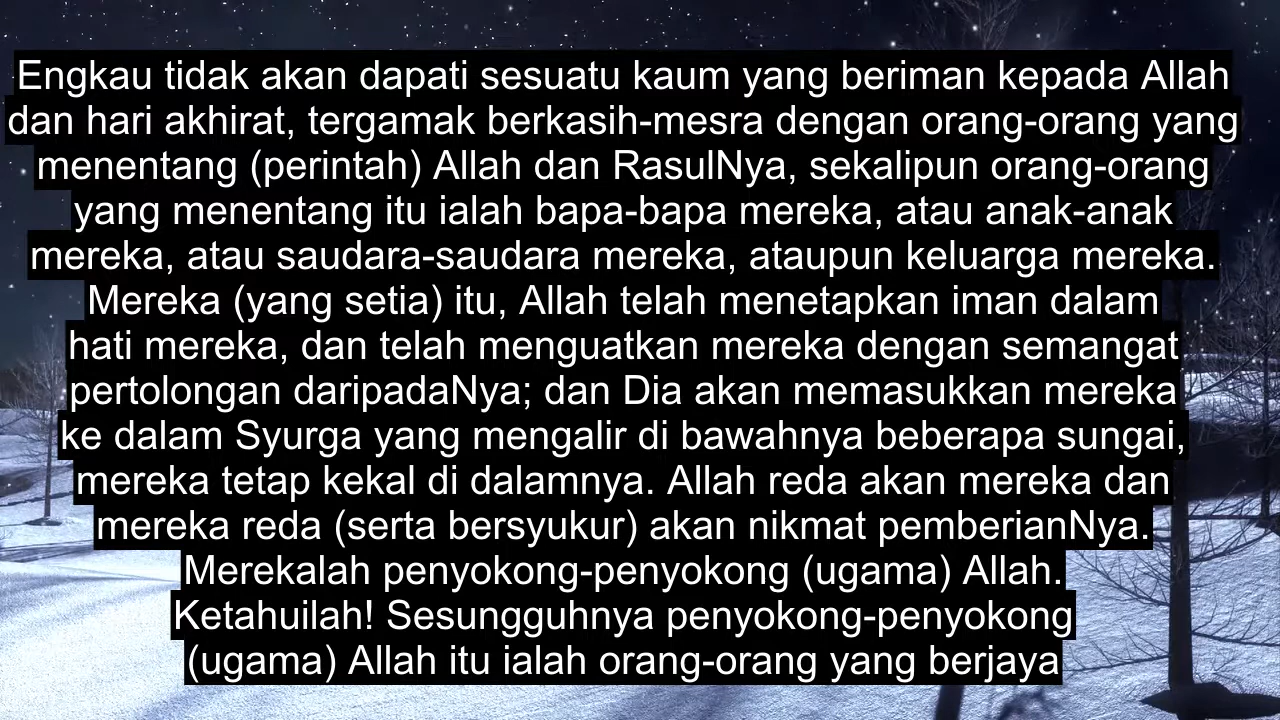 Engkau tidak akan dapati sesuatu kaum yang beriman kepada Allah
dan hari akhirat, tergamak berkasih-mesra dengan orang-orang yang
menentang (perintah) Allah dan RasulNya, sekalipun orang-orang
yang menentang itu ialah bapa-bapa mereka, atau anak-anak
mereka, atau saudara-saudara mereka, ataupun keluarga mereka.
Mereka (yang setia) itu, Allah telah menetapkan iman dalam
hati mereka, dan telah menguatkan mereka dengan semangat
pertolongan daripadaNya; dan Dia akan memasukkan mereka
ke dalam Syurga yang mengalir di bawahnya beberapa sungai,
mereka tetap kekal di dalamnya. Allah reda akan mereka dan
mereka reda (serta bersyukur) akan nikmat pemberianNya.
Merekalah penyokong-penyokong (ugama) Allah.
Ketahuilah! Sesungguhnya penyokong-penyokong
(ugama) Allah itu ialah orang-orang yang berjaya